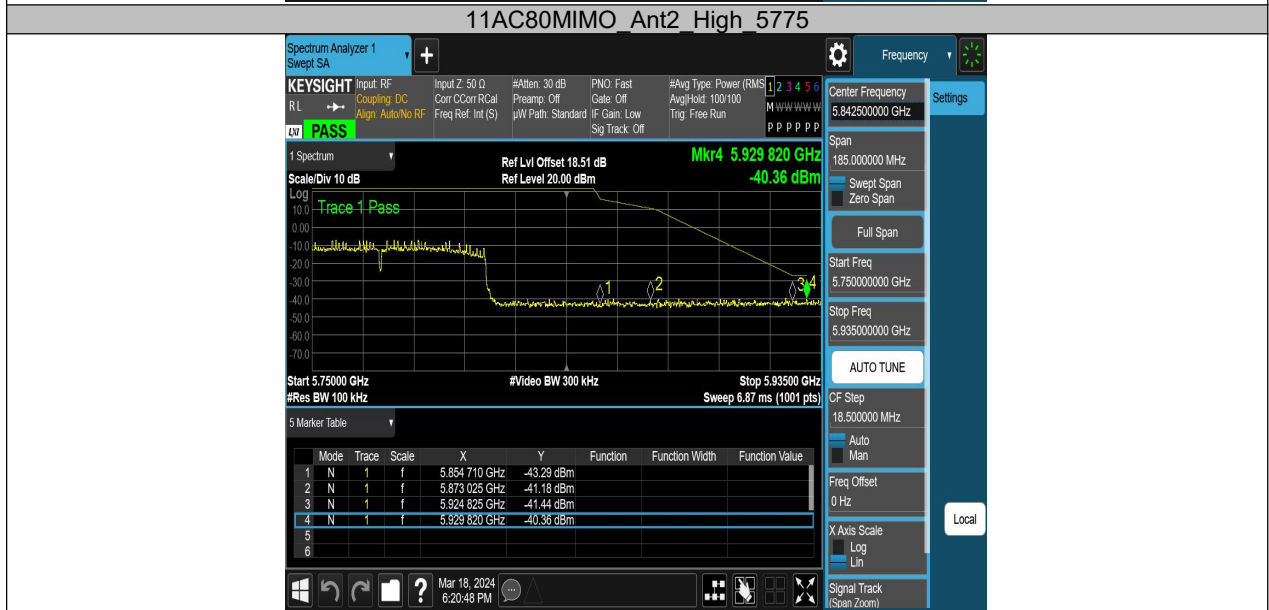 11AC80MIMO_Ant2_High_5775
Spectrum Analyzer 1
Swept SA
+
Frequency
KEYSIGHT
RL
LXI
PASS
Input: RF
Coupling: DC
Align: Auto/No RF
Input Z: 50 Ω
Corr CCorr RCal
Freq Ref: Int (S)
#Atten: 30 dB
Preamp: Off
µW Path: Standard
PNO: Fast
Gate: Off
IF Gain: Low
Sig Track: Off
#Avg Type: Power (RMS
Avg|Hold: 100/100
Trig: Free Run
1 2 3 4 5 6
M W W W W W
P P P P P P
1 Spectrum
Scale/Div 10 dB
Ref Lvl Offset 18.51 dB
Ref Level 20.00 dBm
Mkr4 5.929 820 GHz
-40.36 dBm
Log
Trace 1 Pass
10.0
0.00
-10.0
-20.0
-30.0
-40.0
-50.0
-60.0
-70.0
1
2
3
4
Start 5.75000 GHz
#Res BW 100 kHz
#Video BW 300 kHz
Stop 5.93500 GHz
Sweep 6.87 ms (1001 pts)
5 Marker Table
Mode Trace Scale X Y Function Function Width Function Value
1 N 1 f 5.854 710 GHz -43.29 dBm
2 N 1 f 5.873 025 GHz -41.18 dBm
3 N 1 f 5.924 825 GHz -41.44 dBm
4 N 1 f 5.929 820 GHz -40.36 dBm
5
6
Mar 18, 2024
6:20:48 PM
?
Center Frequency
5.842500000 GHz
Settings
Span
185.000000 MHz
Swept Span
Zero Span
Full Span
Start Freq
5.750000000 GHz
Stop Freq
5.935000000 GHz
AUTO TUNE
CF Step
18.500000 MHz
Auto
Man
Freq Offset
0 Hz
X Axis Scale
Log
Lin
Local
Signal Track
(Span Zoom)